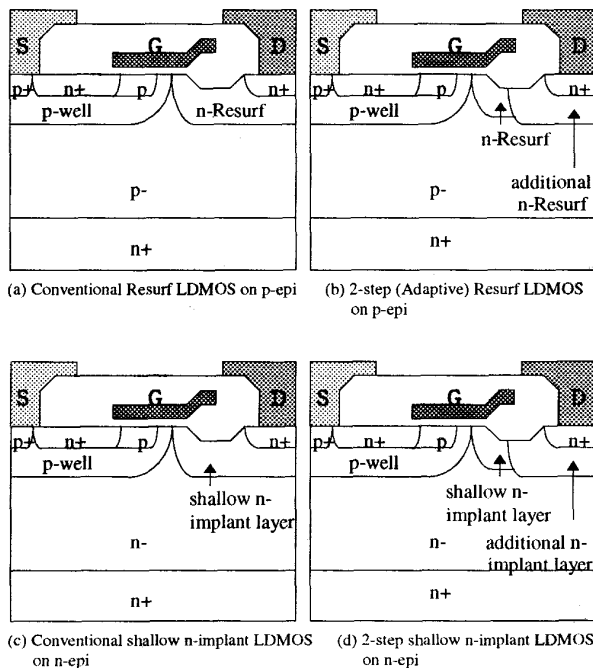 S G D
p+ n+ p n+
p-well n-Resurf
p-
n+
(a) Conventional Resurf LDMOS on p-epi
S G D
p+ n+ p n+
p-well
n-Resurf
p- additional
n-Resurf
n+
(b) 2-step (Adaptive) Resurf LDMOS
on p-epi
S G D
p+ n+ p n+
p-well
shallow n-
implant layer
n-
n+
(c) Conventional shallow n-implant LDMOS
on n-epi
S G D
p+ n+ p n+
p-well
shallow n-
implant layer
n- additional n-
implant layer
n+
(d) 2-step shallow n-implant LDMOS
on n-epi